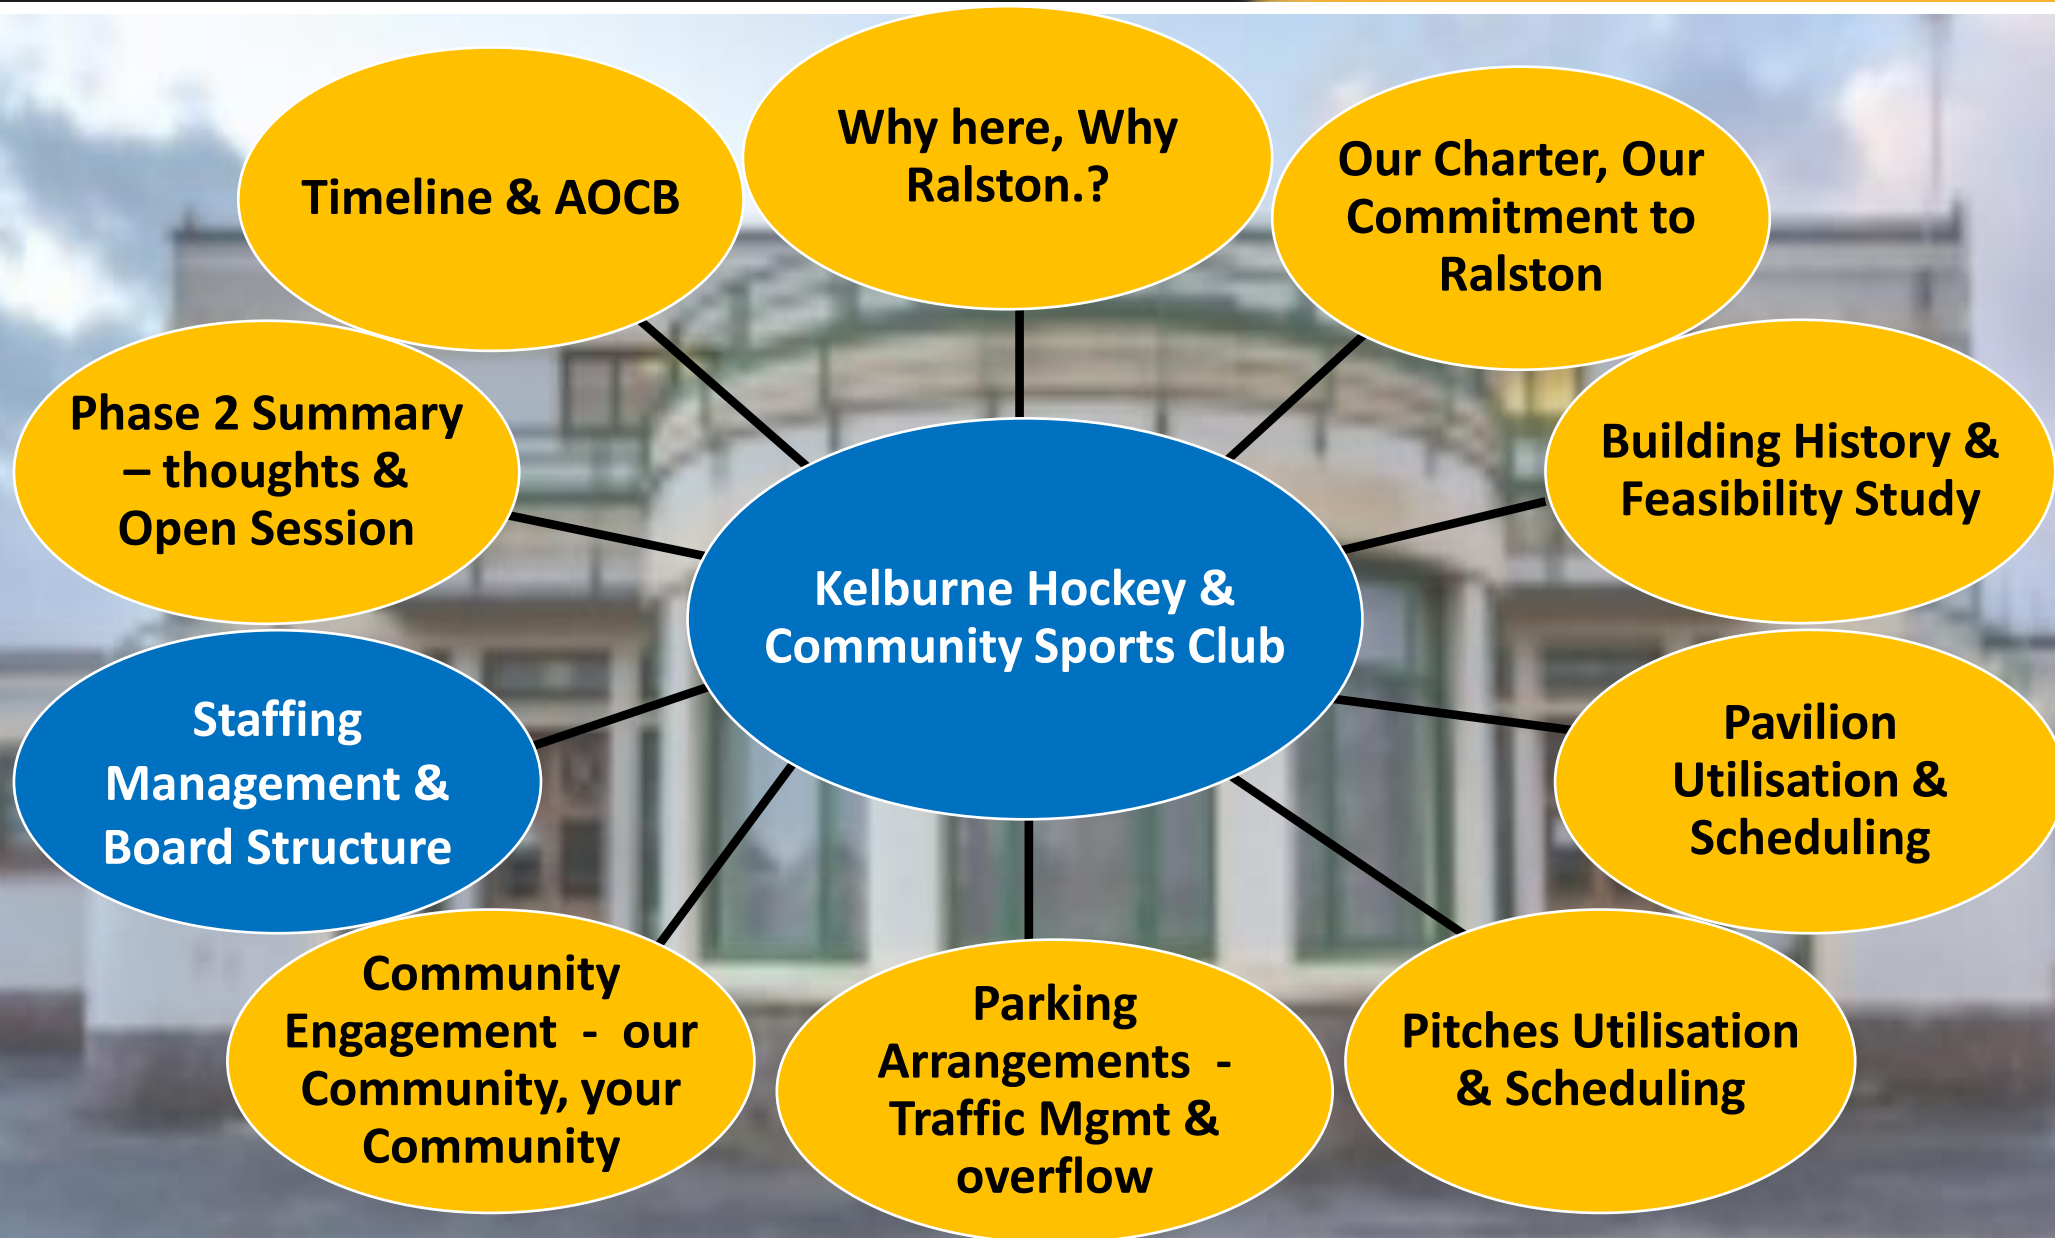 Why here, Why
Ralston.?
Our Charter, Our
Commitment to
Ralston
Building History &
Feasibility Study
Pavilion
Utilisation &
Scheduling
Pitches Utilisation
& Scheduling
Parking
Arrangements  -
Traffic Mgmt &
overflow
Community
Engagement  -  our
Community, your
Community
Staffing
Management &
Board Structure
Phase 2 Summary
– thoughts &
Open Session
Timeline & AOCB
Kelburne Hockey &
Community Sports Club